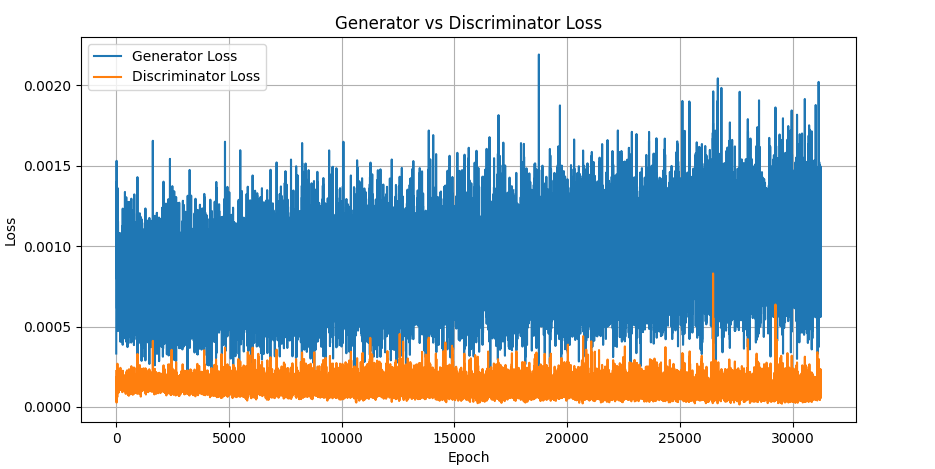 Generator vs Discriminator Loss
Generator Loss
Discriminator Loss
0.0020
0.0015
0.0010
0.0005
0.0000
Loss
0 5000 10000 15000 20000 25000 30000
Epoch